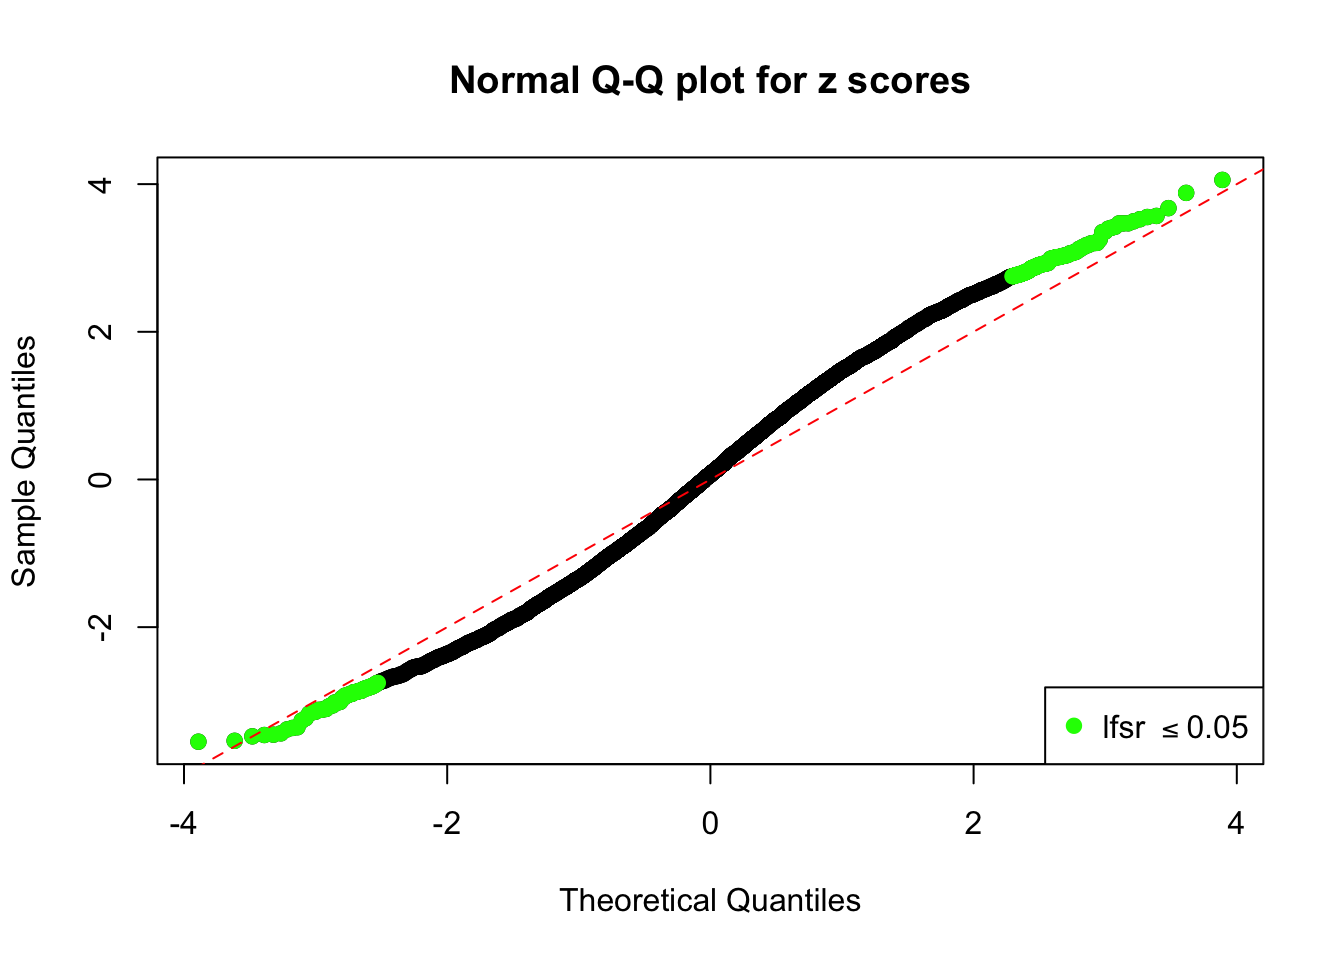 Normal Q-Q plot for z scores
Sample Quantiles
4
2
0
-2
lfsr ≤0.05
-4
-2
0
2
4
Theoretical Quantiles